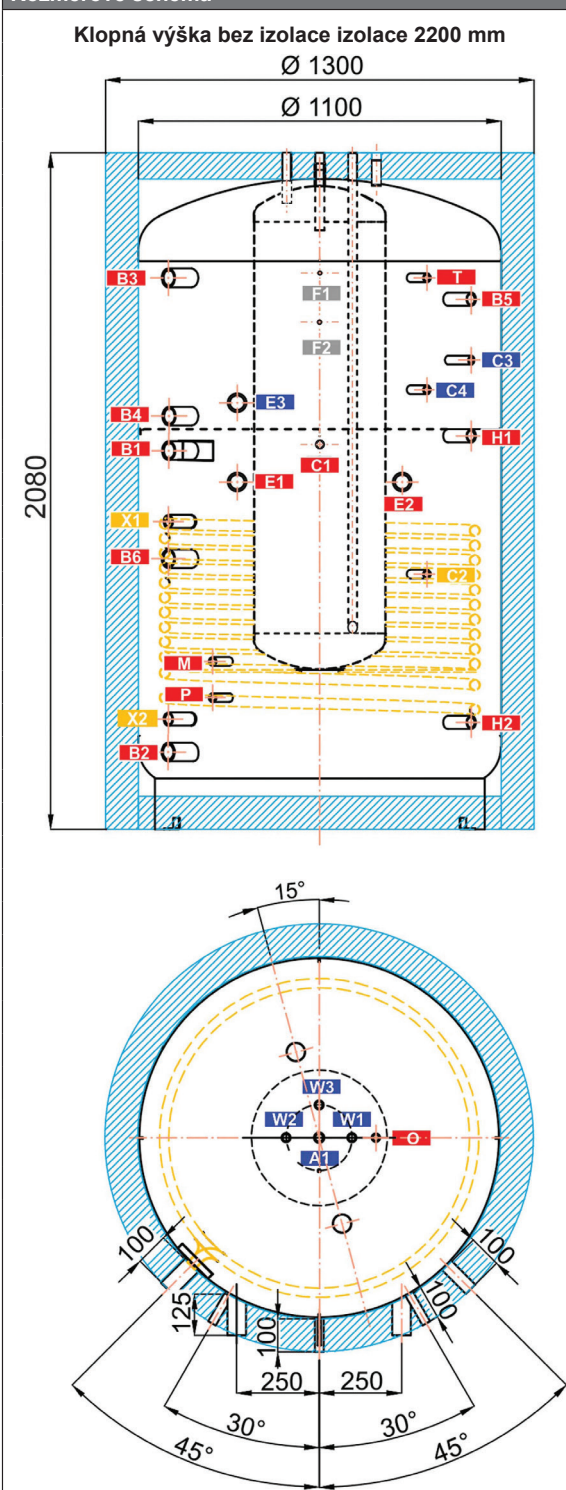 Klopná výška bez izolace izolace 2200 mm
Ø 1300
Ø 1100
2080
B3
T
F1
B5
F2
C3
C4
E3
B4
H1
B1
C1
E1
E2
X1
B6
C2
M
P
X2
H2
B2
15°
W3
W2
W1
A1
O
100
100
125
100
100
250
250
30°
30°
45°
45°